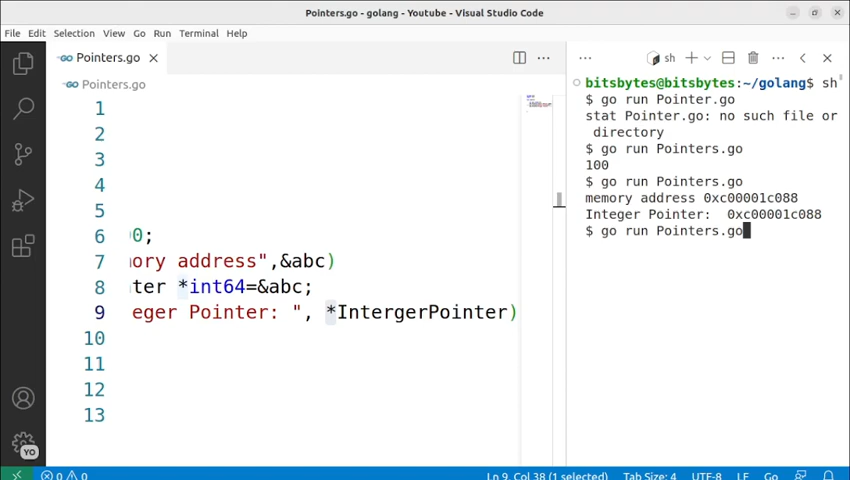 Pointers.go - golang - Youtube - Visual Studio Code
File Edit Selection View Go Run Terminal Help
Pointers.go
Pointers.go
1
2
3
4
5
6 00;
7 ory address",&abc)
8 ter *int64=&abc;
9 eger Pointer: ", *IntergerPointer)
10
11
12
13
sh
bitsbytes@bitsbytes:~/golang$ sh
$ go run Pointer.go
stat Pointer.go: no such file or
directory
$ go run Pointers.go
100
$ go run Pointers.go
memory address 0xc00001c088
Integer Pointer:  0xc00001c088
$ go run Pointers.go
YO
0 0
Ln 9, Col 38 (1 selected) Tab Size: 4 UTF-8 LF Go